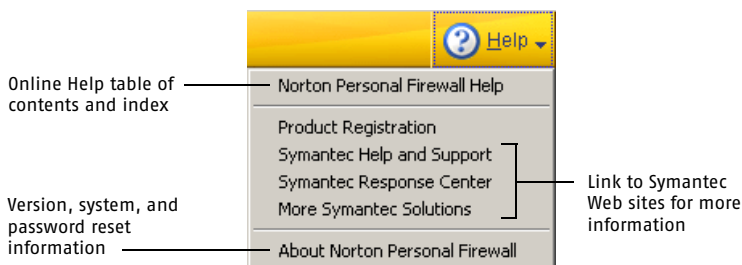 Help
Online Help table of
contents and index
Norton Personal Firewall Help
Product Registration
Symantec Help and Support
Symantec Response Center
More Symantec Solutions
Link to Symantec
Web sites for more
information
Version, system, and
password reset
information
About Norton Personal Firewall